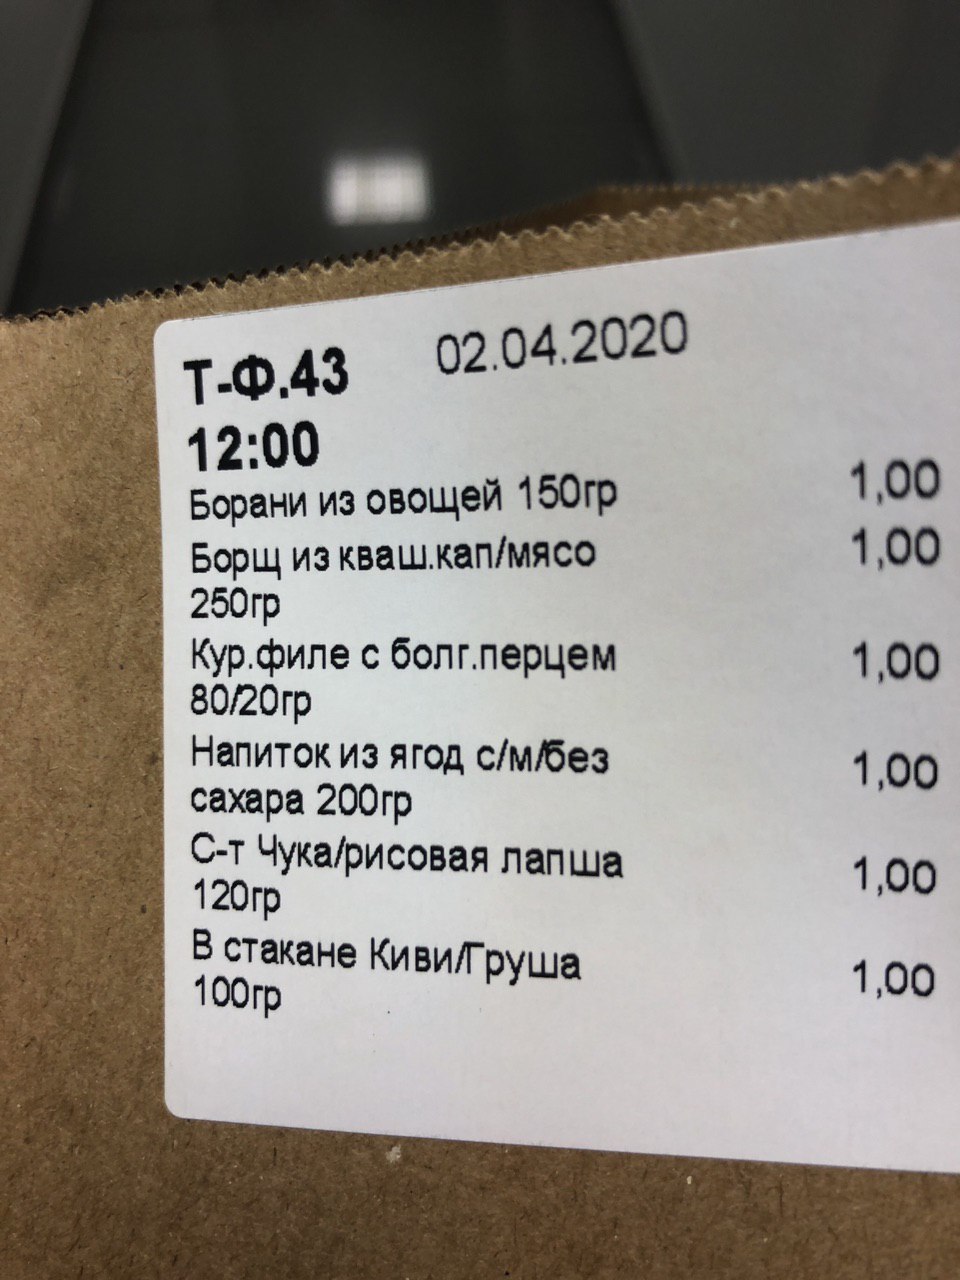 Т-Ф.43 02.04.2020
12:00
Борани из овощей 150гр 1,00
Борщ из кваш.кап/мясо 1,00
250гр
Кур.филе с болг.перцем 1,00
80/20гр
Напиток из ягод с/м/без 1,00
сахара 200гр
С-т Чука/рисовая лапша 1,00
120гр
В стакане Киви/Груша 1,00
100гр